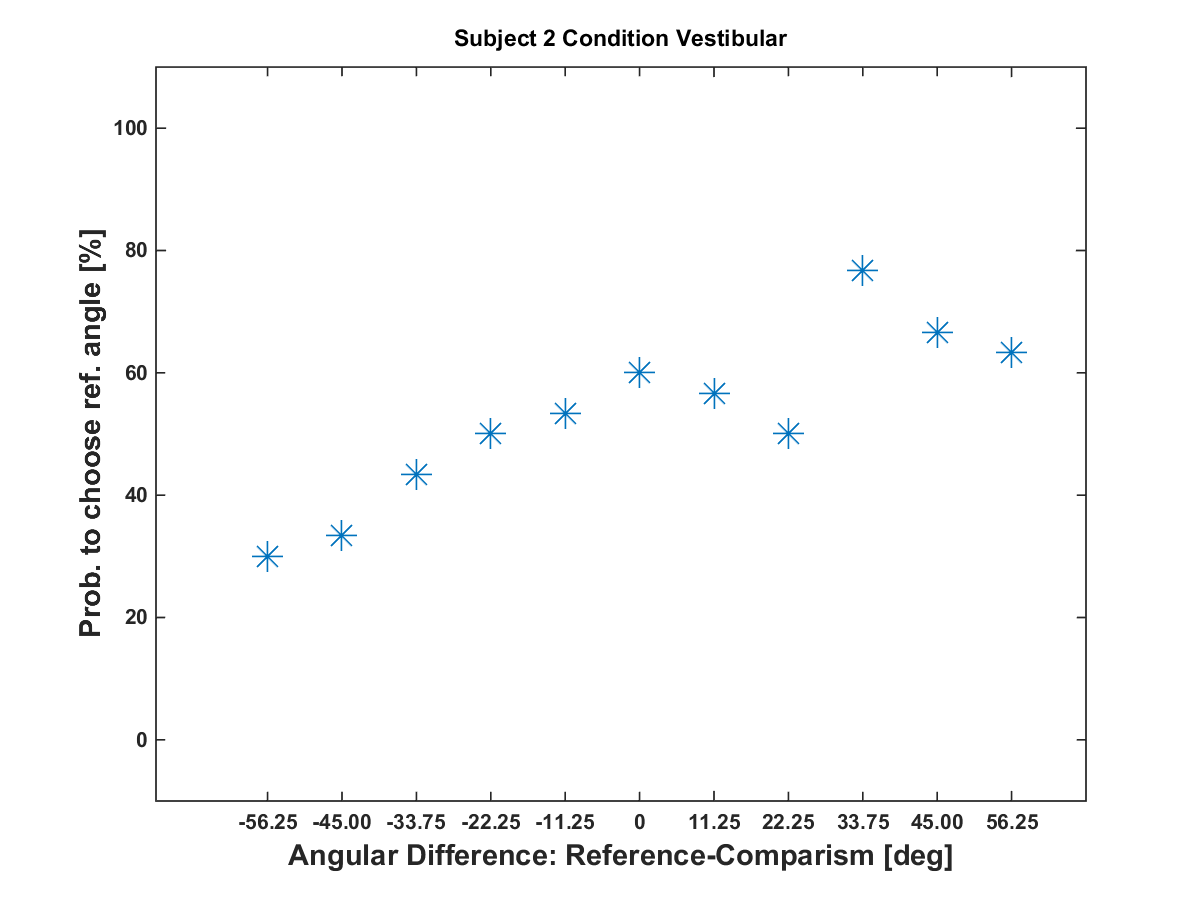 Subject 2 Condition Vestibular
Prob. to choose ref. angle [%]
100
80
60
40
20
0
-56.25 -45.00 -33.75 -22.25 -11.25 0 11.25 22.25 33.75 45.00 56.25
Angular Difference: Reference-Comparism [deg]